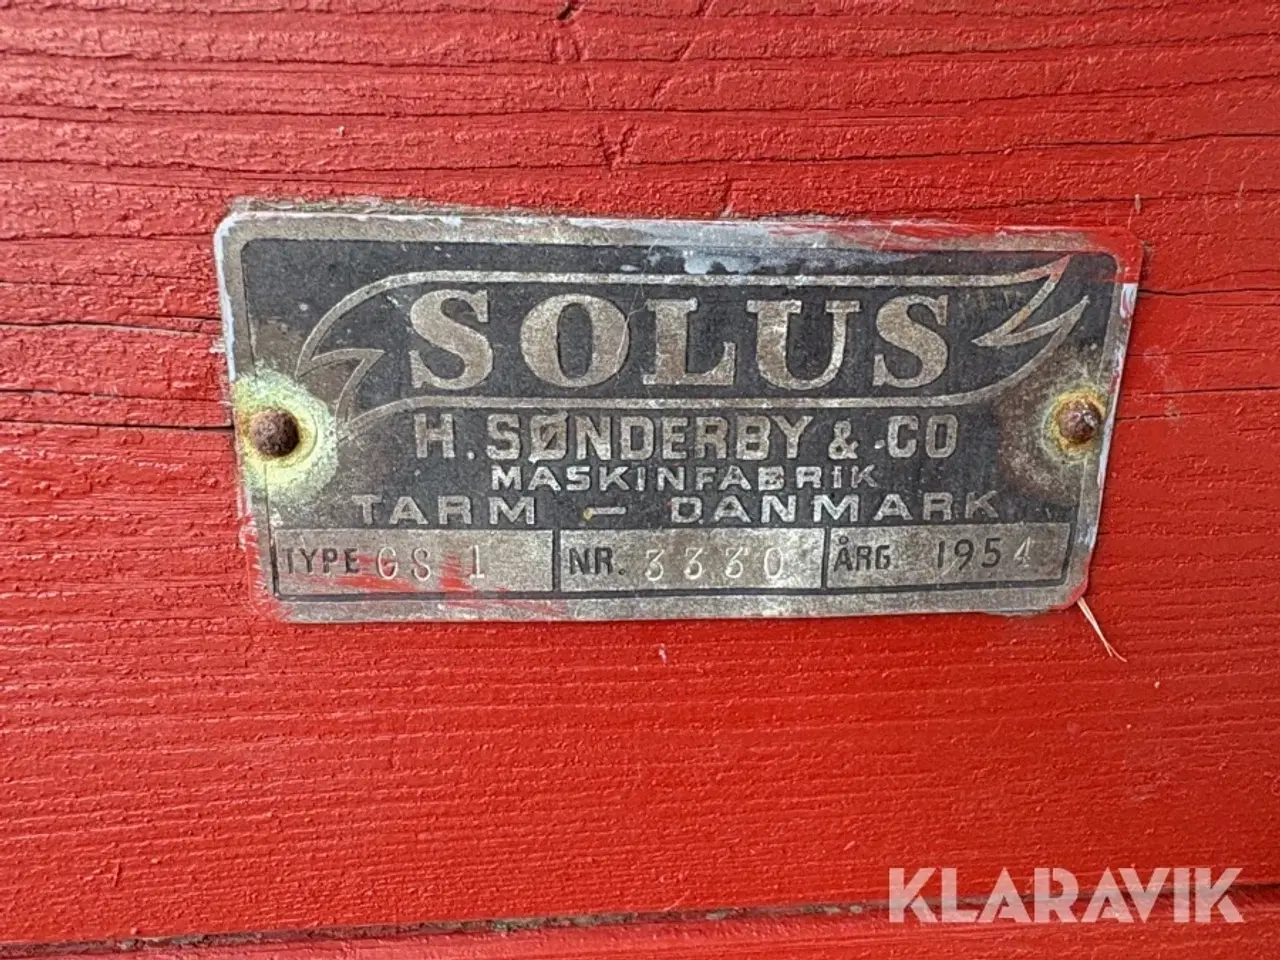 SOLUS
H. SØNDERBY & CO
MASKINFABRIK
TARM - DANMARK
TYPE GS 1 NR. 3330 ÅRG. 1954
KLARAVIK